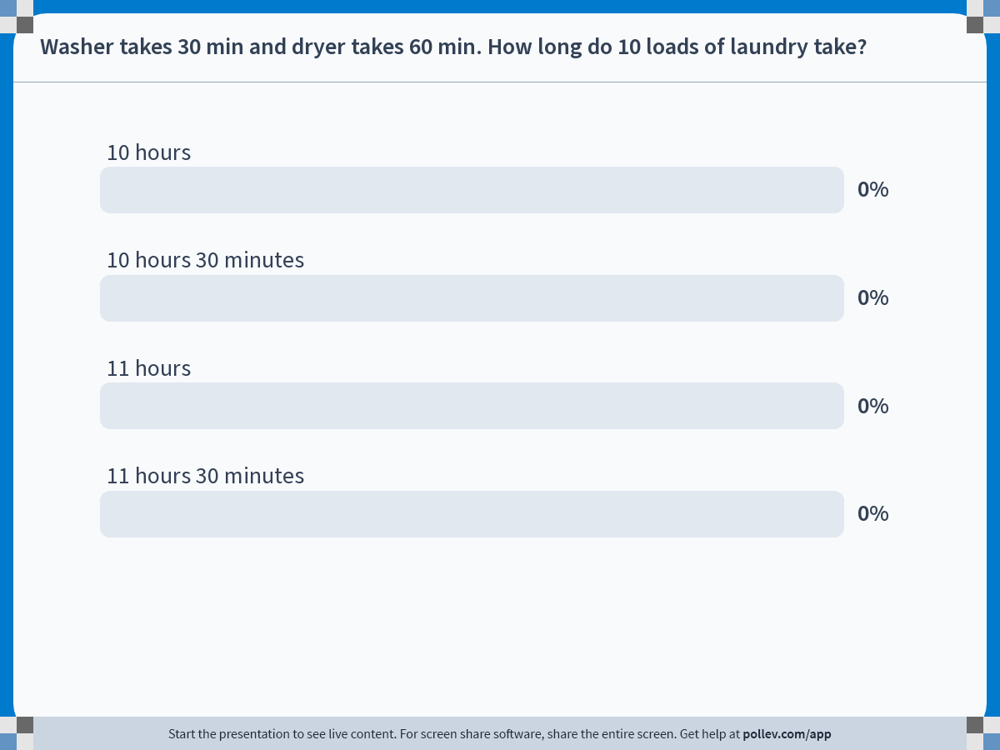 Washer takes 30 min and dryer takes 60 min. How long do 10 loads of laundry take?
10 hours
0%
10 hours 30 minutes
0%
11 hours
0%
11 hours 30 minutes
0%
Start the presentation to see live content. For screen share software, share the entire screen. Get help at pollev.com/app